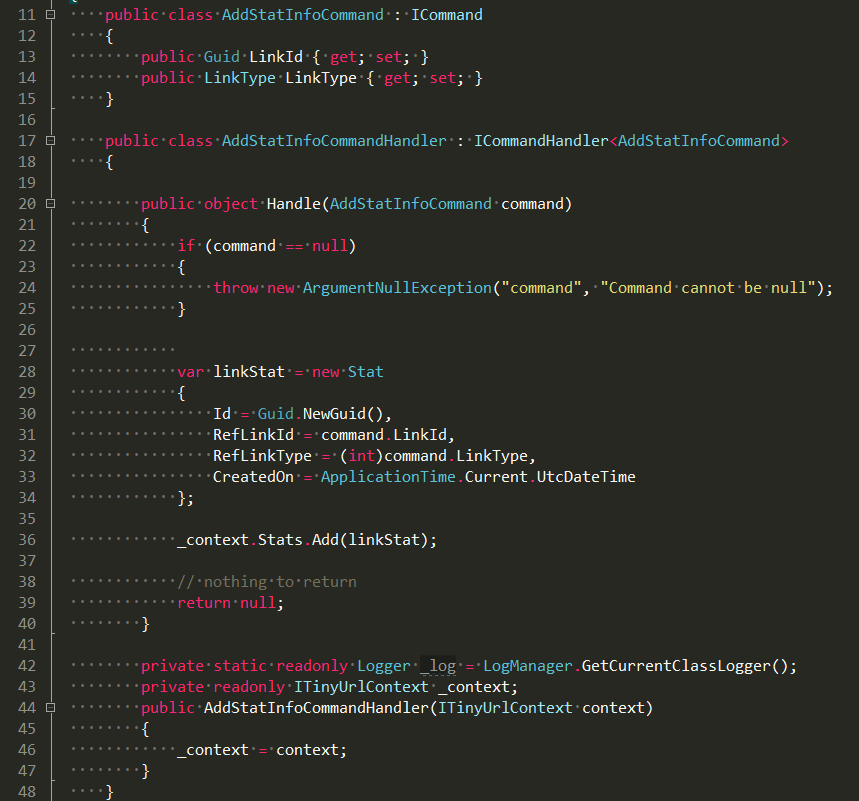 11 public class AddStatInfoCommand : ICommand
12 {
13 public Guid LinkId { get; set; }
14 public LinkType LinkType { get; set; }
15 }
16
17 public class AddStatInfoCommandHandler : ICommandHandler<AddStatInfoCommand>
18 {
19
20 public object Handle(AddStatInfoCommand command)
21 {
22 if (command == null)
23 {
24 throw new ArgumentNullException("command", "Command cannot be null");
25 }
26
27
28 var linkStat = new Stat
29 {
30 Id = Guid.NewGuid(),
31 RefLinkId = command.LinkId,
32 RefLinkType = (int)command.LinkType,
33 CreatedOn = ApplicationTime.Current.UtcDateTime
34 };
35
36 _context.Stats.Add(linkStat);
37
38 // nothing to return
39 return null;
40 }
41
42 private static readonly Logger _log = LogManager.GetCurrentClassLogger();
43 private readonly ITinyUrlContext _context;
44 public AddStatInfoCommandHandler(ITinyUrlContext context)
45 {
46 _context = context;
47 }
48 }